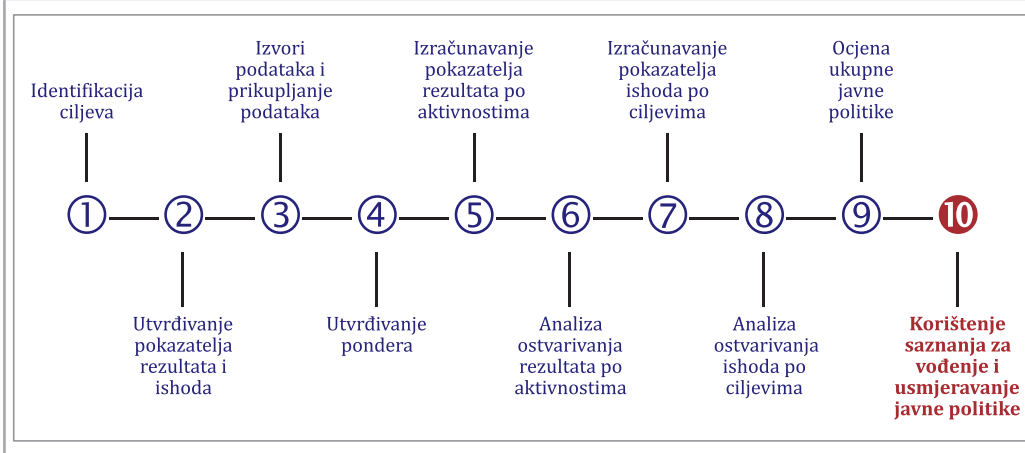 Identifikacija
ciljeva
Izvori
podataka i
prikupljanje
podataka
Izračunavanje
pokazatelja
rezultata po
aktivnostima
Izračunavanje
pokazatelja
ishoda po
ciljevima
Ocjena
ukupne
javne
politike
1 2 3 4 5 6 7 8 9 10
Utvrđivanje
pokazatelja
rezultata i
ishoda
Utvrđivanje
pondera
Analiza
ostvarivanja
rezultata po
aktivnostima
Analiza
ostvarivanja
ishoda po
ciljevima
Korištenje
saznanja za
vođenje i
usmjeravanje
javne politike